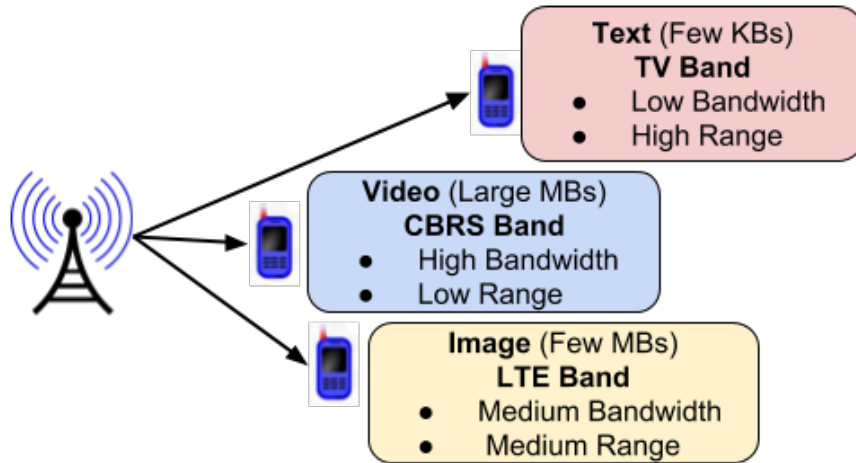 Text (Few KBs)
TV Band
● Low Bandwidth
● High Range
Video (Large MBs)
CBRS Band
● High Bandwidth
● Low Range
Image (Few MBs)
LTE Band
● Medium Bandwidth
● Medium Range